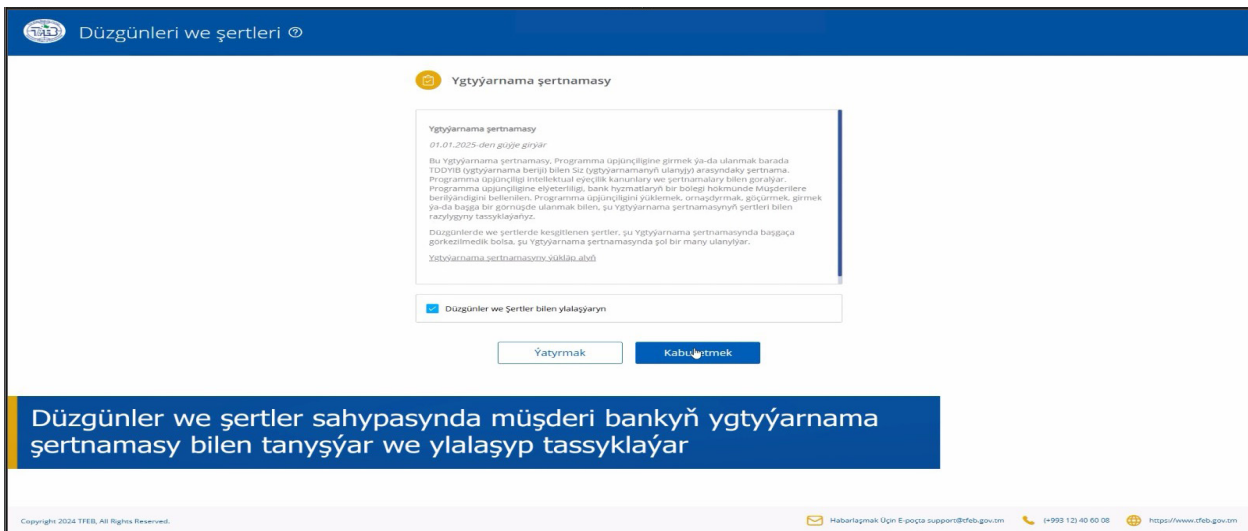 TFEB
Düzgünleri we şertleri
Ygtyýarnama şertnamasy
Ygtyýarnama şertnamasy
01.01.2025-den güýje girýär
Bu Ygtyýarnama şertnamasy, Programma üpjünçiligine girmek ýa-da ulanmak barada
TDDYIB (ygtyýarnama beriji) bilen Siz (ygtyýarnamanyň ulanyjy) arasyndaky şertnama.
Programma üpjünçiligi intellektual eýeçilik kanunlary we şertnamalary bilen goralýar.
Programma üpjünçiligine elýeterliligi, bank hyzmatlaryň bir bölegi hökmünde Müşderilere
berilýändigini bellenilen. Programma üpjünçiligini ýüklemek, ornaşdyrmak, göçürmek, girmek
ýa-da başga bir görnüşde ulanmak bilen, şu Ygtyýarnama şertnamasynyň şertleri bilen
razylygyny tassyklaýaňyz.
Düzgünlerde we şertlerde kesgitlenen şertler, şu Ygtyýarnama şertnamasynda başgaça
görkezilmedik bolsa, şu Ygtyýarnama şertnamasynda şol bir many ulanylýar.
Ygtyýarnama şertnamasyny ýükläp alyň
Düzgünler we Şertler bilen ylalaşýaryn
Ýatyrmak
Kabul etmek
Düzgünler we şertler sahypasynda müşderi bankyň ygtyýarnama
şertnamasy bilen tanyşýar we ylalaşyp tassyklaýar
Copyright 2024 TFEB, All Rights Reserved.
Habarlaşmak Üçin E-poçta support@tfeb.gov.tm
(+993 12) 40 60 08
https://www.tfeb.gov.tm